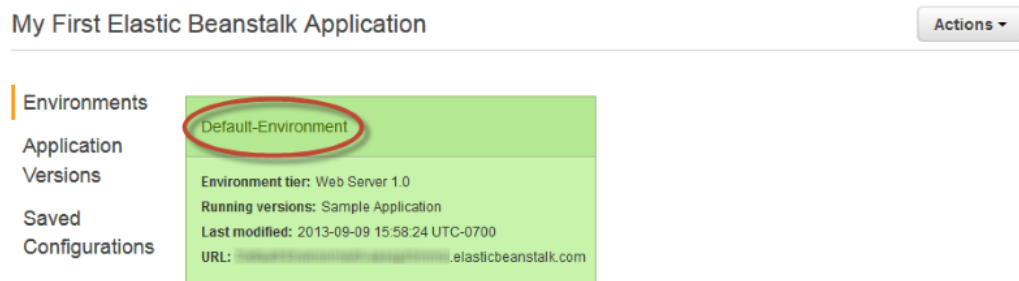 My First Elastic Beanstalk Application
Actions
Environments
Application
Versions
Saved
Configurations
Default-Environment
Environment tier: Web Server 1.0
Running versions: Sample Application
Last modified: 2013-09-09 15:58:24 UTC-0700
URL: .elasticbeanstalk.com